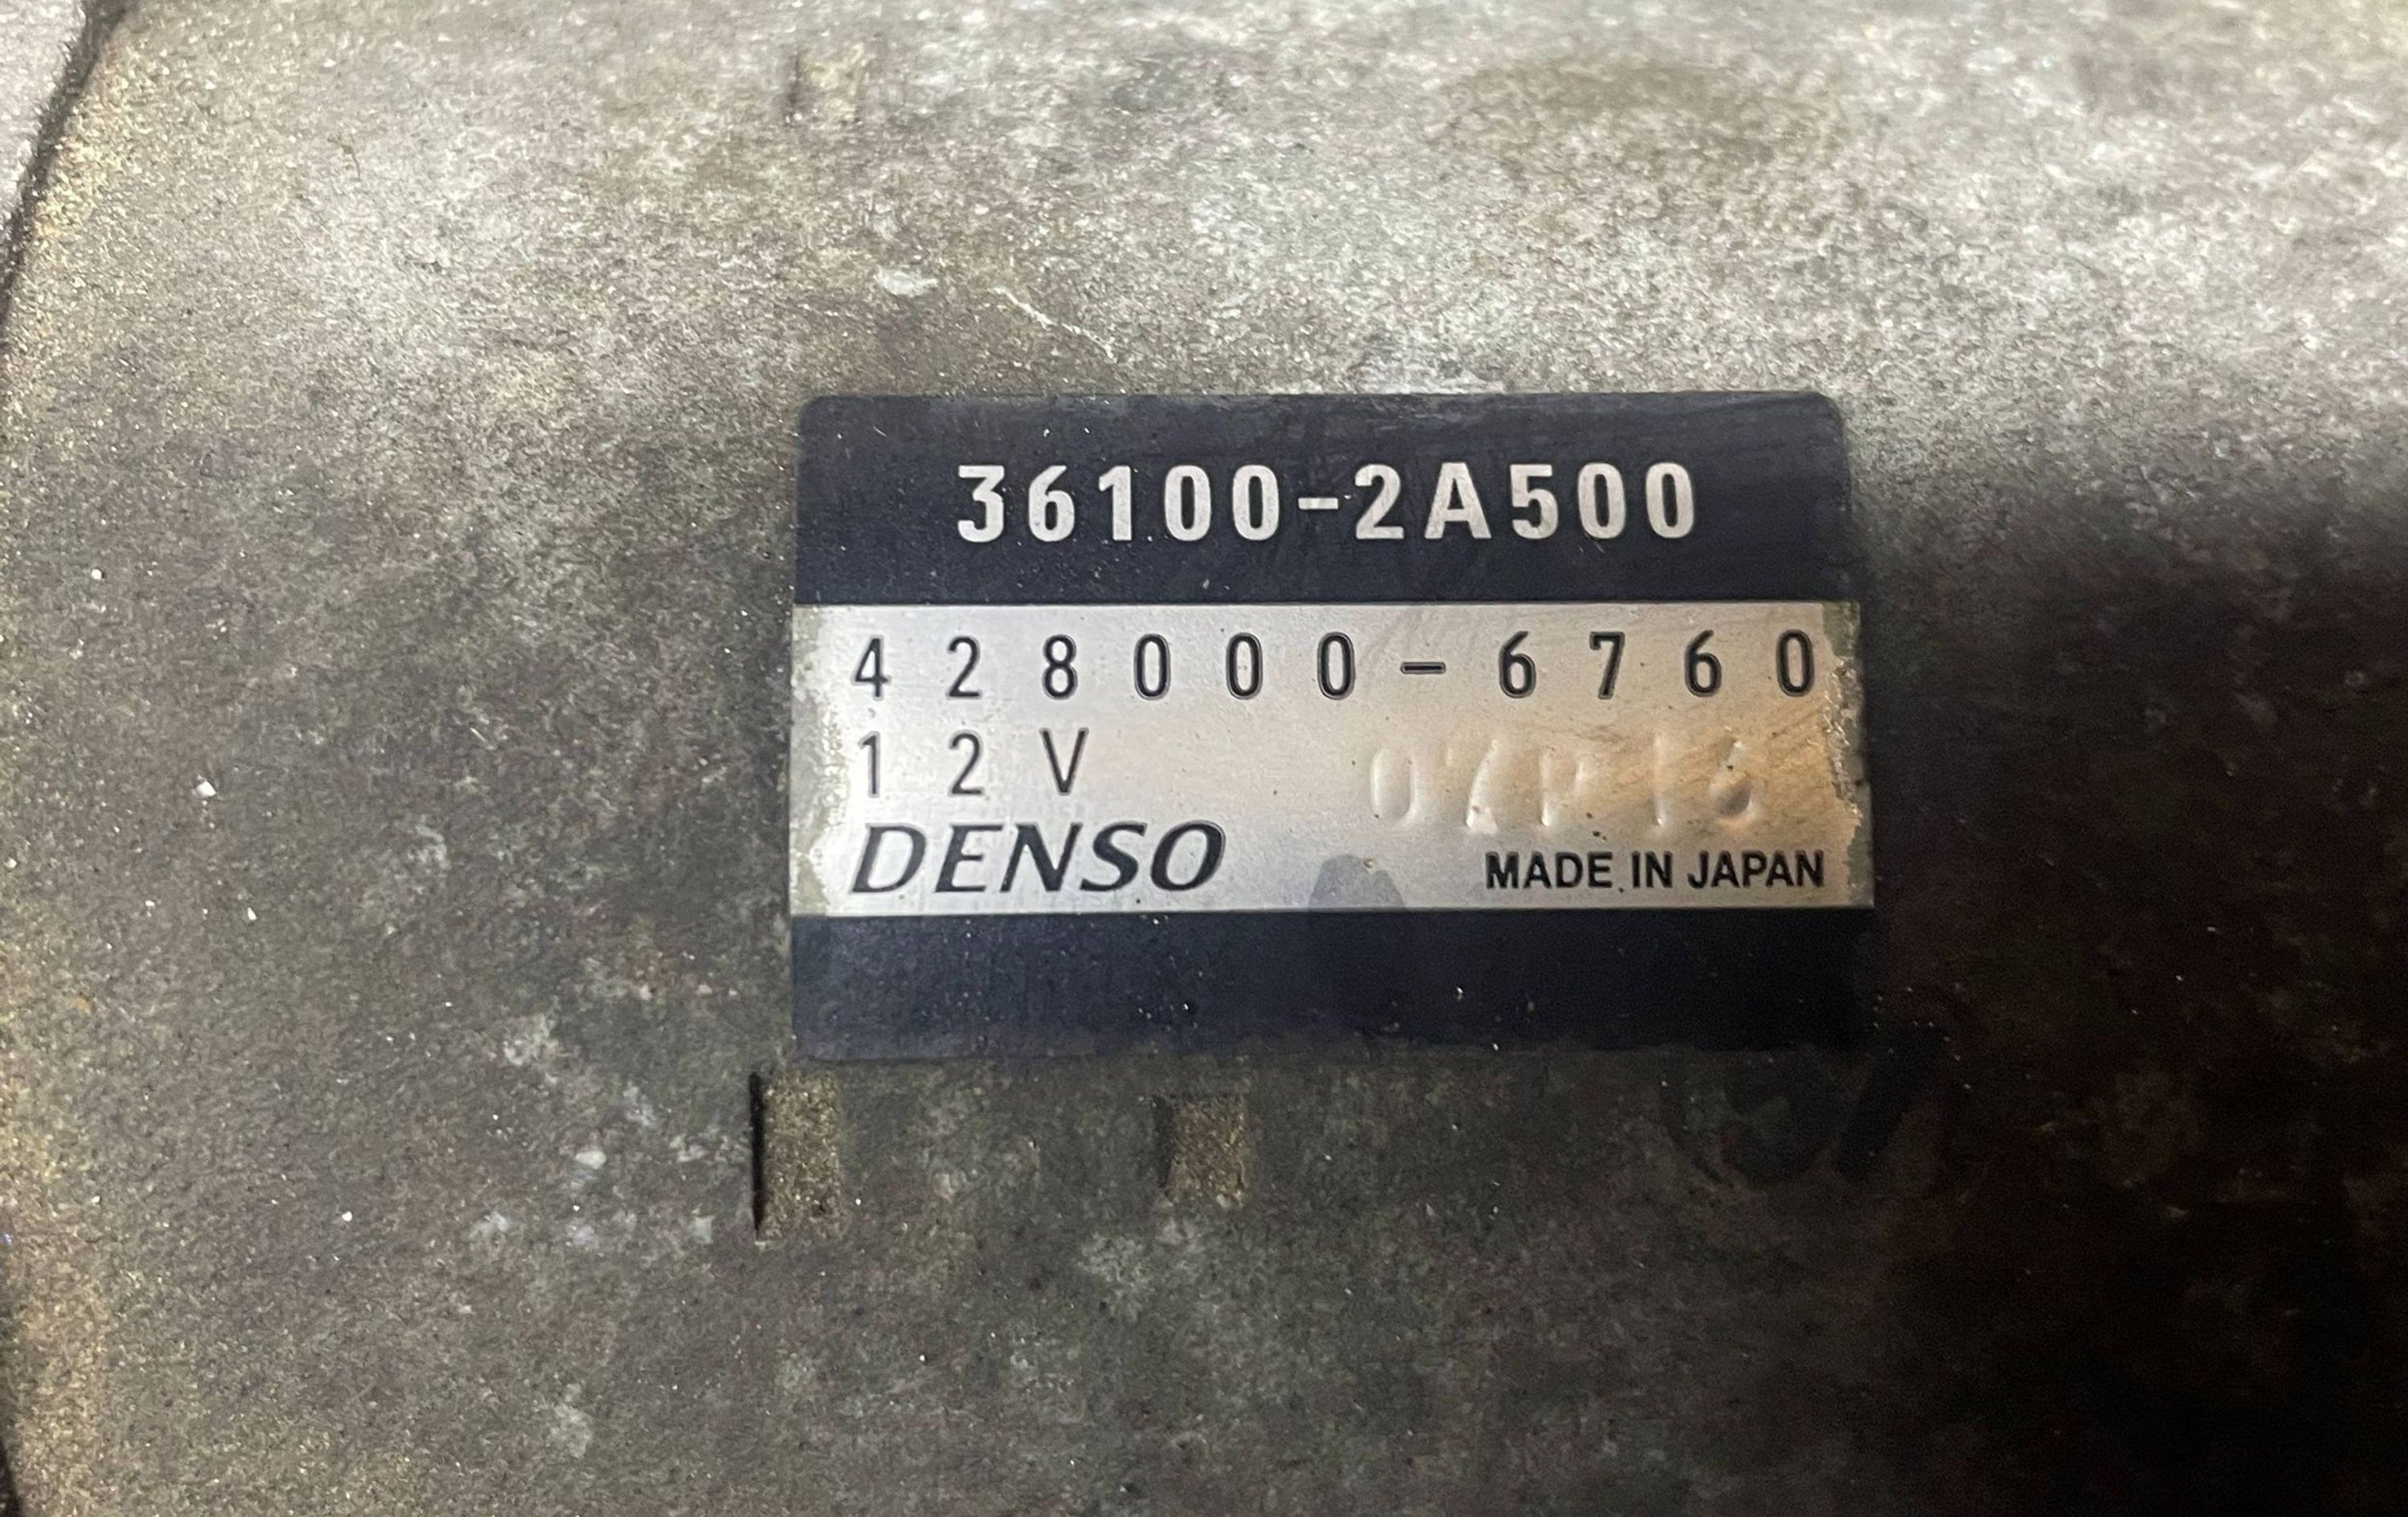 36100-2A500
428000-6760
12V
DENSO MADE IN JAPAN